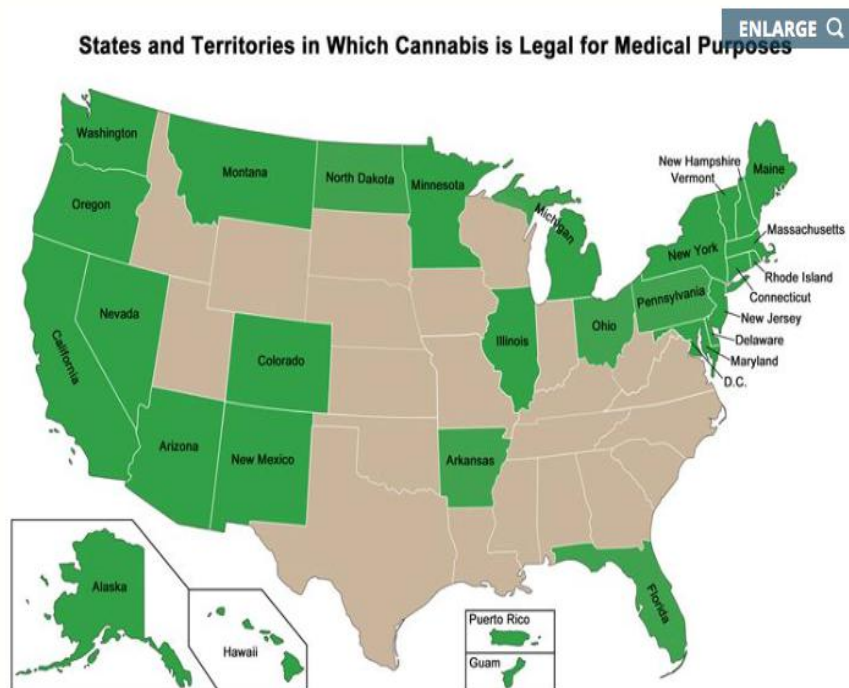 ENLARGE
States and Territories in Which Cannabis is Legal for Medical Purposes
Washington
Montana
North Dakota
Minnesota
Oregon
Michigan
New Hampshire
Vermont
Maine
Massachusetts
New York
Rhode Island
Connecticut
Pennsylvania
New Jersey
Nevada
Illinois
Ohio
Delaware
Maryland
D.C.
California
Colorado
Arizona
New Mexico
Arkansas
Florida
Alaska
Hawaii
Puerto Rico
Guam